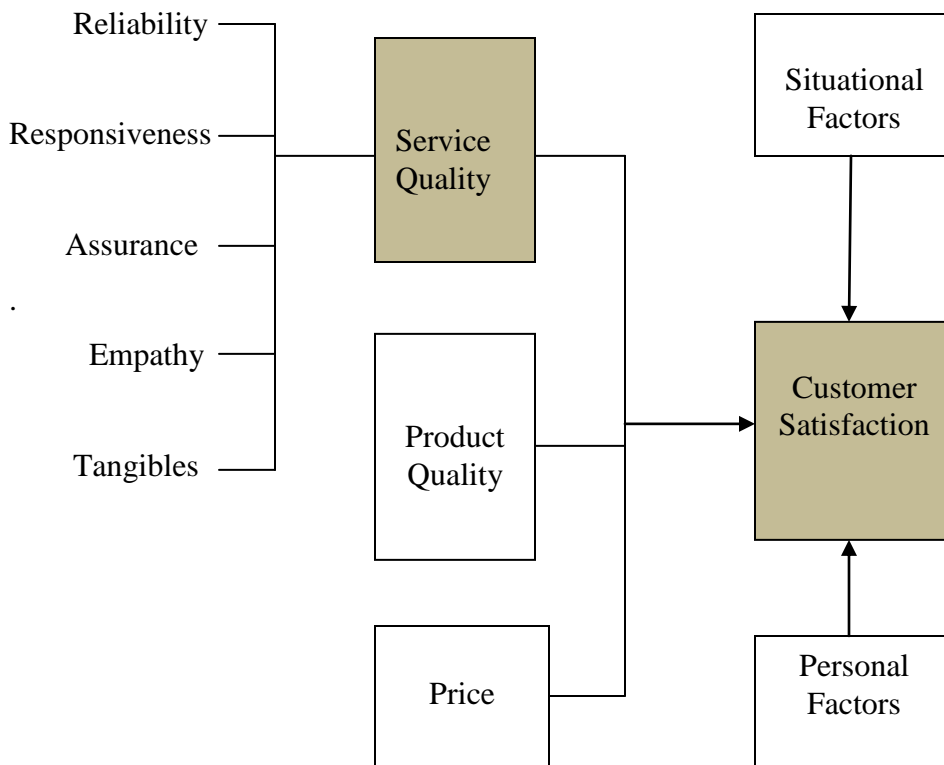 Reliability
Responsiveness
Assurance
.
Empathy
Tangibles
Service
Quality
Product
Quality
Price
Situational
Factors
Customer
Satisfaction
Personal
Factors